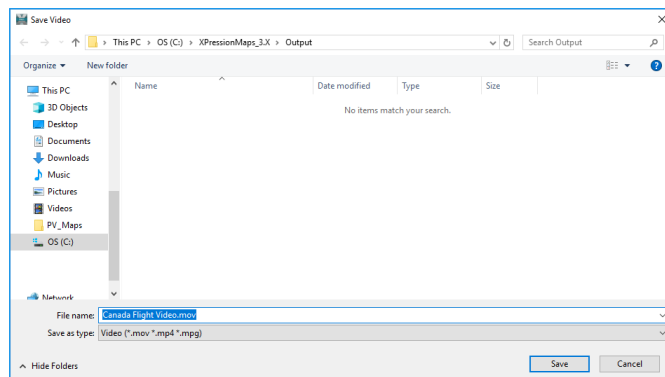 Save Video
This PC > OS (C:) > XPressionMaps_3.X > Output
Search Output
Organize
New folder
Name
Date modified
Type
Size
No items match your search.
This PC
3D Objects
Desktop
Documents
Downloads
Music
Pictures
Videos
PV_Maps
OS (C:)
Network
File name: Canada Flight Video.mov
Save as type: Video (*.mov *.mp4 *.mpg)
Hide Folders
Save
Cancel